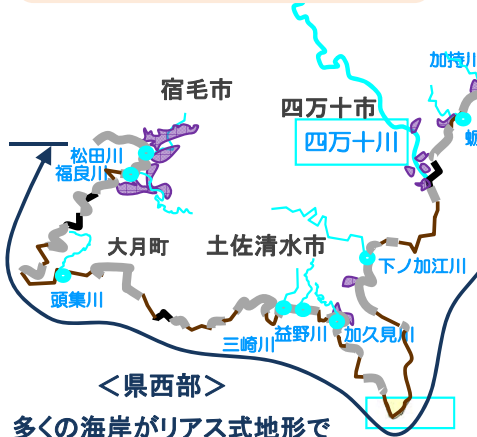 加持川
宿毛市
四万十市
四万十川
松田川
福良川
大月町
土佐清水市
下ノ加江川
頭集川
三崎川
益野川
加久見川
＜県西部＞
多くの海岸がリアス式地形で